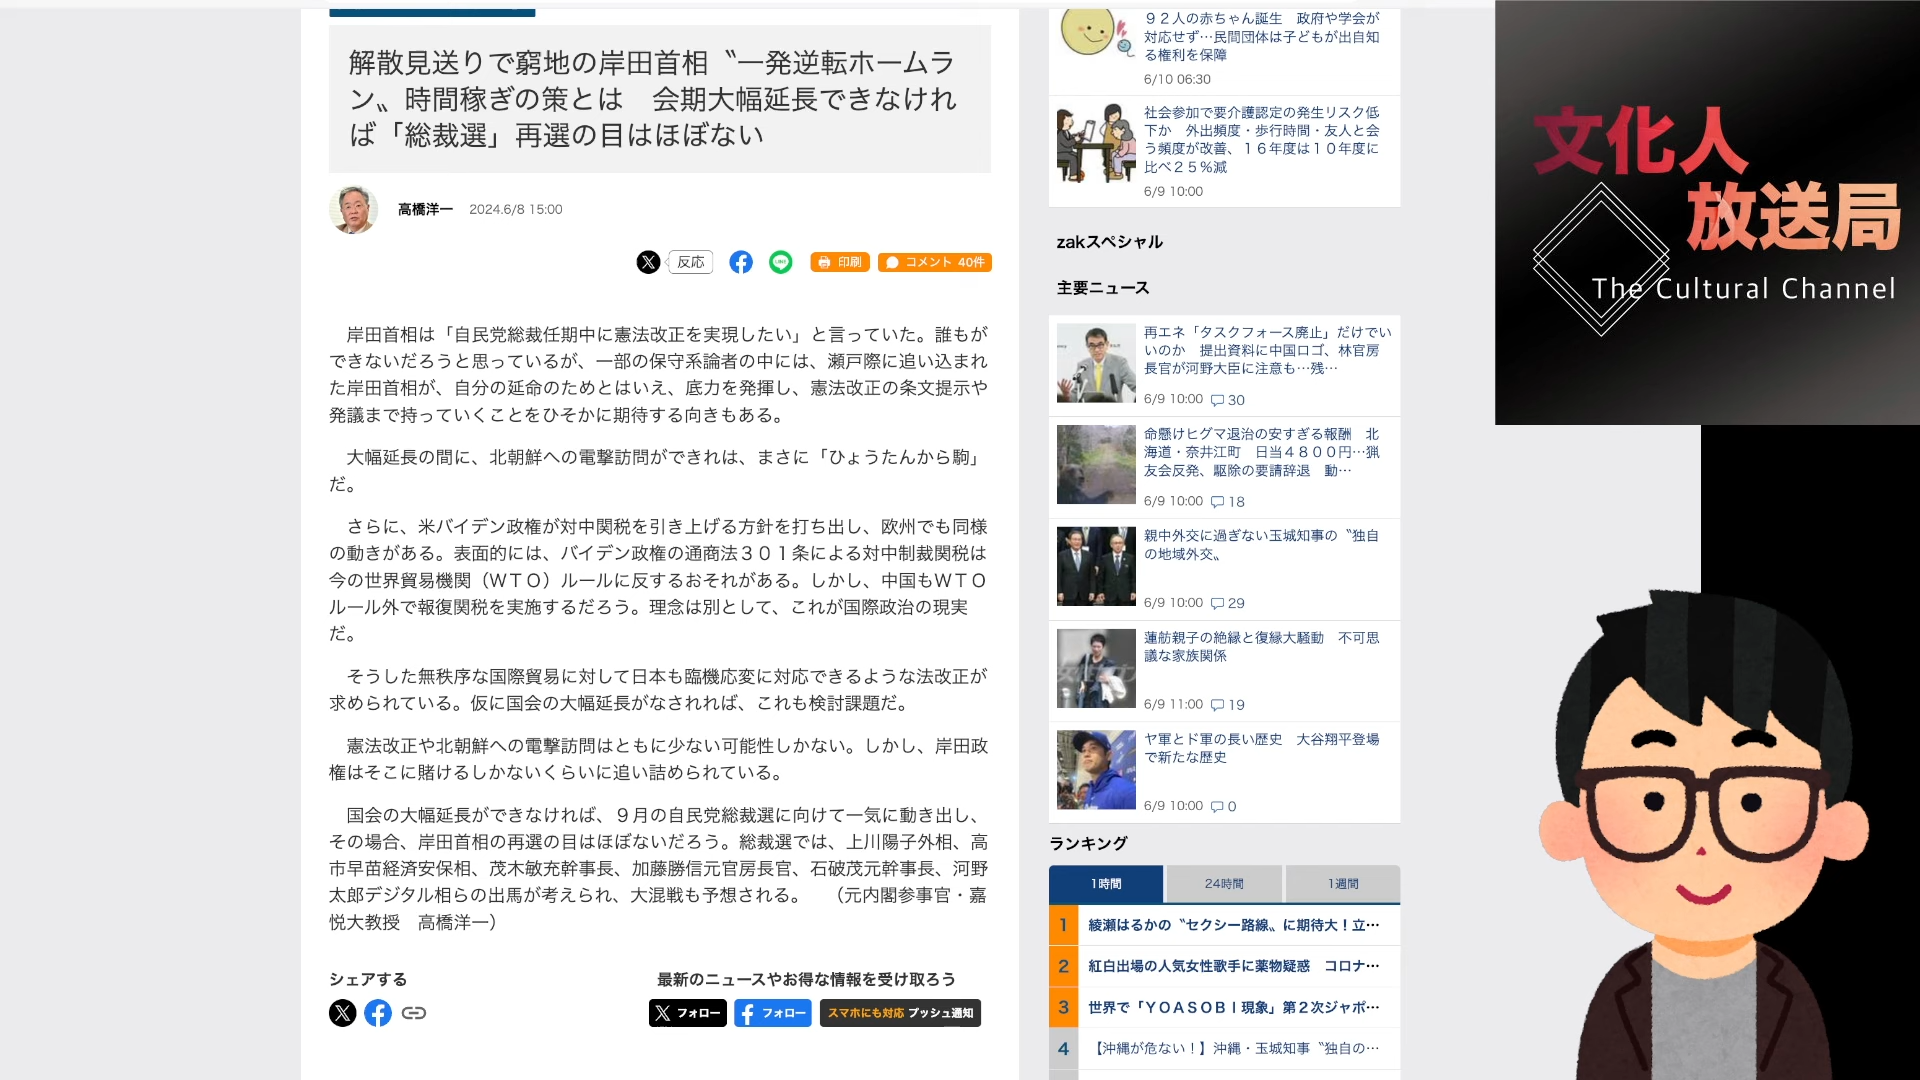 解散見送りで窮地の岸田首相〝一発逆転ホームラ
ン〟時間稼ぎの策とは　会期大幅延長できなけれ
ば「総裁選」再選の目はほぼない
高橋洋一　2024.6/8 15:00
反応
印刷
コメント 40件
岸田首相は「自民党総裁任期中に憲法改正を実現したい」と言っていた。誰もが
できないだろうと思っているが、一部の保守系論者の中には、瀬戸際に追い込まれ
た岸田首相が、自分の延命のためとはいえ、底力を発揮し、憲法改正の条文提示や
発議まで持っていくことをひそかに期待する向きもある。
大幅延長の間に、北朝鮮への電撃訪問ができれは、まさに「ひょうたんから駒」
だ。
さらに、米バイデン政権が対中関税を引き上げる方針を打ち出し、欧州でも同様
の動きがある。表面的には、バイデン政権の通商法３０１条による対中制裁関税は
今の世界貿易機関（ＷＴＯ）ルールに反するおそれがある。しかし、中国もＷＴＯ
ルール外で報復関税を実施するだろう。理念は別として、これが国際政治の現実
だ。
そうした無秩序な国際貿易に対して日本も臨機応変に対応できるような法改正が
求められている。仮に国会の大幅延長がなされれば、これも検討課題だ。
憲法改正や北朝鮮への電撃訪問はともに少ない可能性しかない。しかし、岸田政
権はそこに賭けるしかないくらいに追い詰められている。
国会の大幅延長ができなければ、９月の自民党総裁選に向けて一気に動き出し、
その場合、岸田首相の再選の目はほぼないだろう。総裁選では、上川陽子外相、高
市早苗経済安保相、茂木敏充幹事長、加藤勝信元官房長官、石破茂元幹事長、河野
太郎デジタル相らの出馬が考えられ、大混戦も予想される。　（元内閣参事官・嘉
悦大教授　高橋洋一）
シェアする
最新のニュースやお得な情報を受け取ろう
フォロー
フォロー
スマホにも対応 プッシュ通知
９２人の赤ちゃん誕生　政府や学会が
対応せず…民間団体は子どもが出自知
る権利を保障
6/10 06:30
社会参加で要介護認定の発生リスク低
下か　外出頻度・歩行時間・友人と会
う頻度が改善、１６年度は１０年度に
比べ２５％減
6/9 10:00
zakスペシャル
主要ニュース
再エネ「タスクフォース廃止」だけでい
いのか　提出資料に中国ロゴ、林官房
長官が河野大臣に注意も…残…
6/9 10:00 30
命懸けヒグマ退治の安すぎる報酬　北
海道・奈井江町　日当４８００円…猟
友会反発、駆除の要請辞退　動…
6/9 10:00 18
親中外交に過ぎない玉城知事の〝独自
の地域外交〟
6/9 10:00 29
蓮舫親子の絶縁と復縁大騒動　不可思
議な家族関係
6/9 11:00 19
ヤ軍とド軍の長い歴史　大谷翔平登場
で新たな歴史
6/9 10:00 0
ランキング
1時間
24時間
1週間
1 綾瀬はるかの〝セクシー路線〟に期待大！立…
2 紅白出場の人気女性歌手に薬物疑惑　コロナ…
3 世界で「ＹＯＡＳＯＢＩ現象」第２次ジャポ…
4 【沖縄が危ない！】沖縄・玉城知事〝独自の…
文化人
放送局
The Cultural Channel